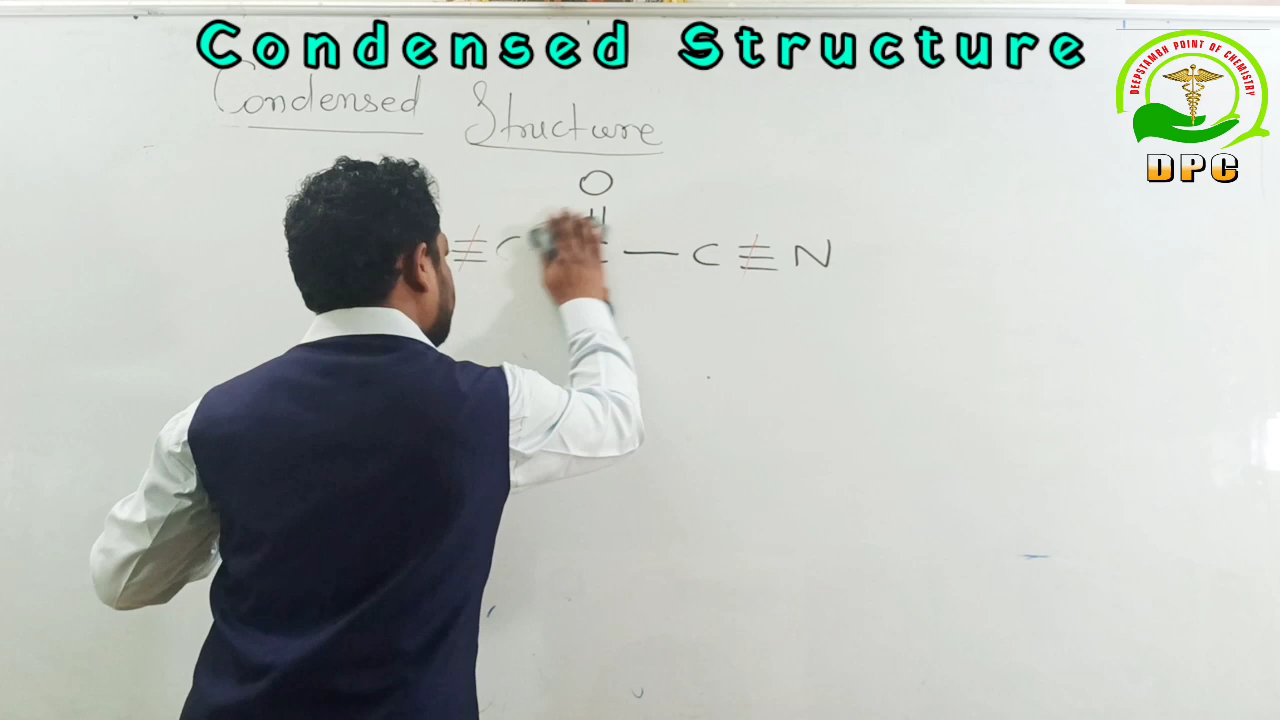 Condensed Structure
DEEPSTAMBH POINT OF CHEMISTRY
DPC
Condensed Structure
O
||
≡ C — C ≡ N